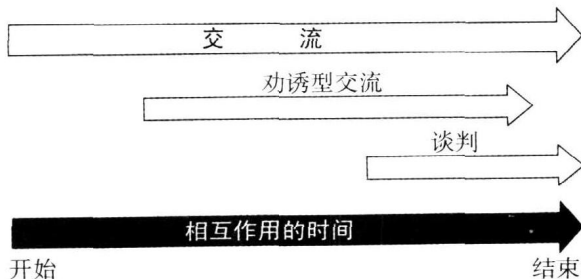 交 流
劝诱型交流
谈判
相互作用的时间
开始 结束